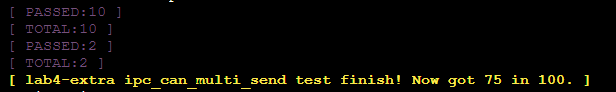 [ PASSED:10 ]
[ TOTAL:10 ]
[ PASSED:2 ]
[ TOTAL:2 ]
[ lab4-extra ipc_can_multi_send test finish! Now got 75 in 100. ]